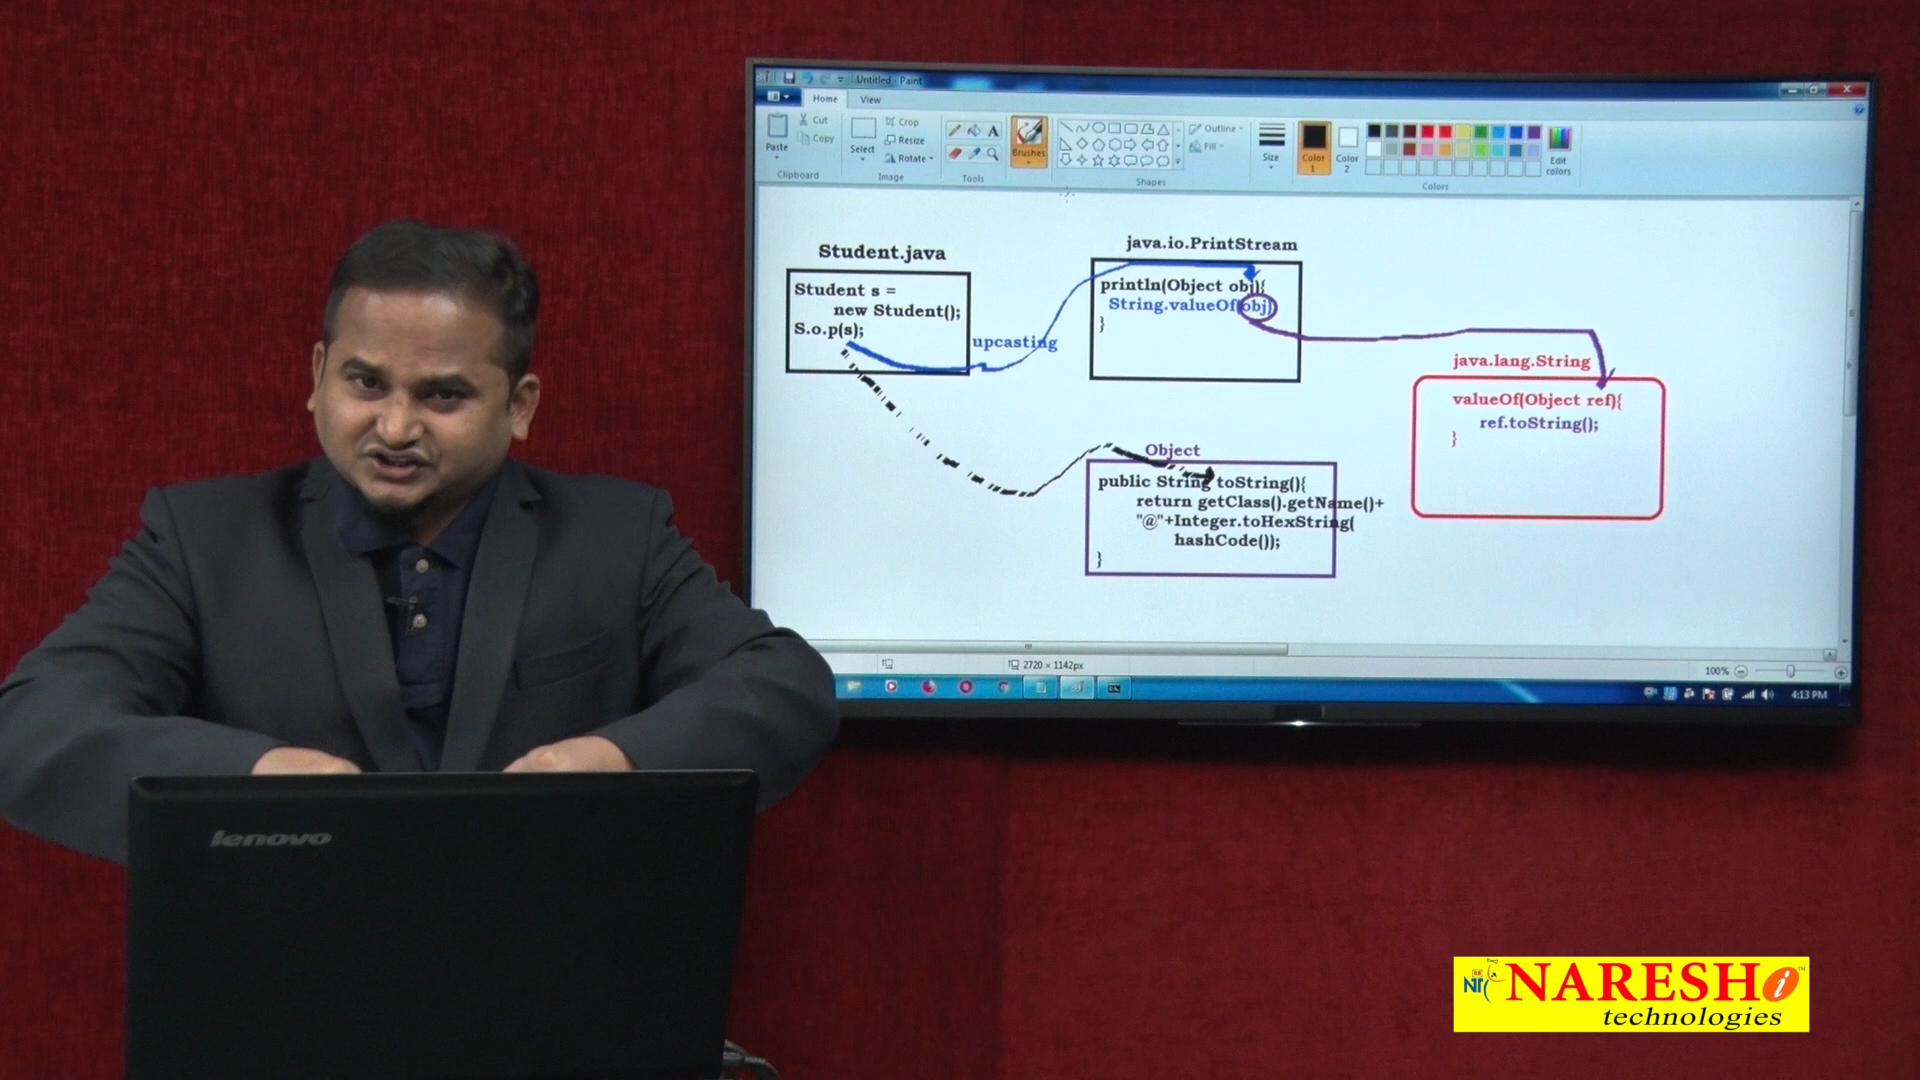 Untitled - Paint
Home View
Paste
Cut
Copy
Clipboard
Select
Crop
Resize
Rotate
Image
A
Tools
Brushes
Outline
Fill
Shapes
Size
Color 1
Color 2
Edit colors
Colors
Student.java
Student s =
new Student();
S.o.p(s);
upcasting
java.io.PrintStream
println(Object obj){
String.valueOf(obj)
}
java.lang.String
valueOf(Object ref){
ref.toString();
}
Object
public String toString(){
return getClass().getName()+
"@"+Integer.toHexString(
hashCode());
}
2720 × 1142px
100%
4:13 PM
lenovo
NARESH i
technologies